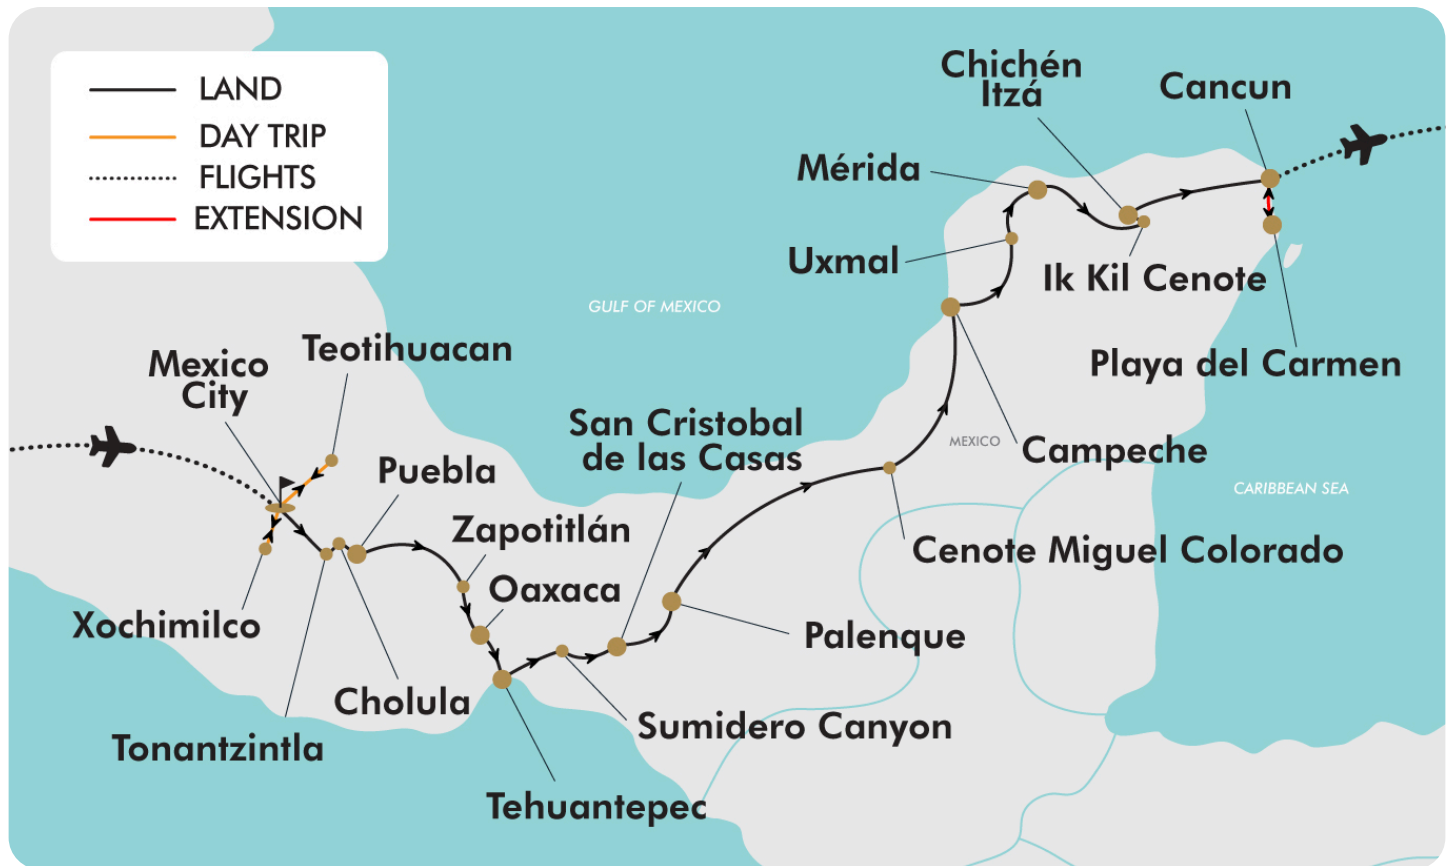 LAND
DAY TRIP
FLIGHTS
EXTENSION
Chichén
Itzá
Cancun
Mérida
Uxmal
Ik Kil Cenote
GULF OF MEXICO
Playa del Carmen
Teotihuacan
Mexico
City
San Cristobal
de las Casas
MEXICO
Campeche
Puebla
CARIBBEAN SEA
Zapotitlán
Cenote Miguel Colorado
Oaxaca
Xochimilco
Palenque
Cholula
Sumidero Canyon
Tonantzintla
Tehuantepec